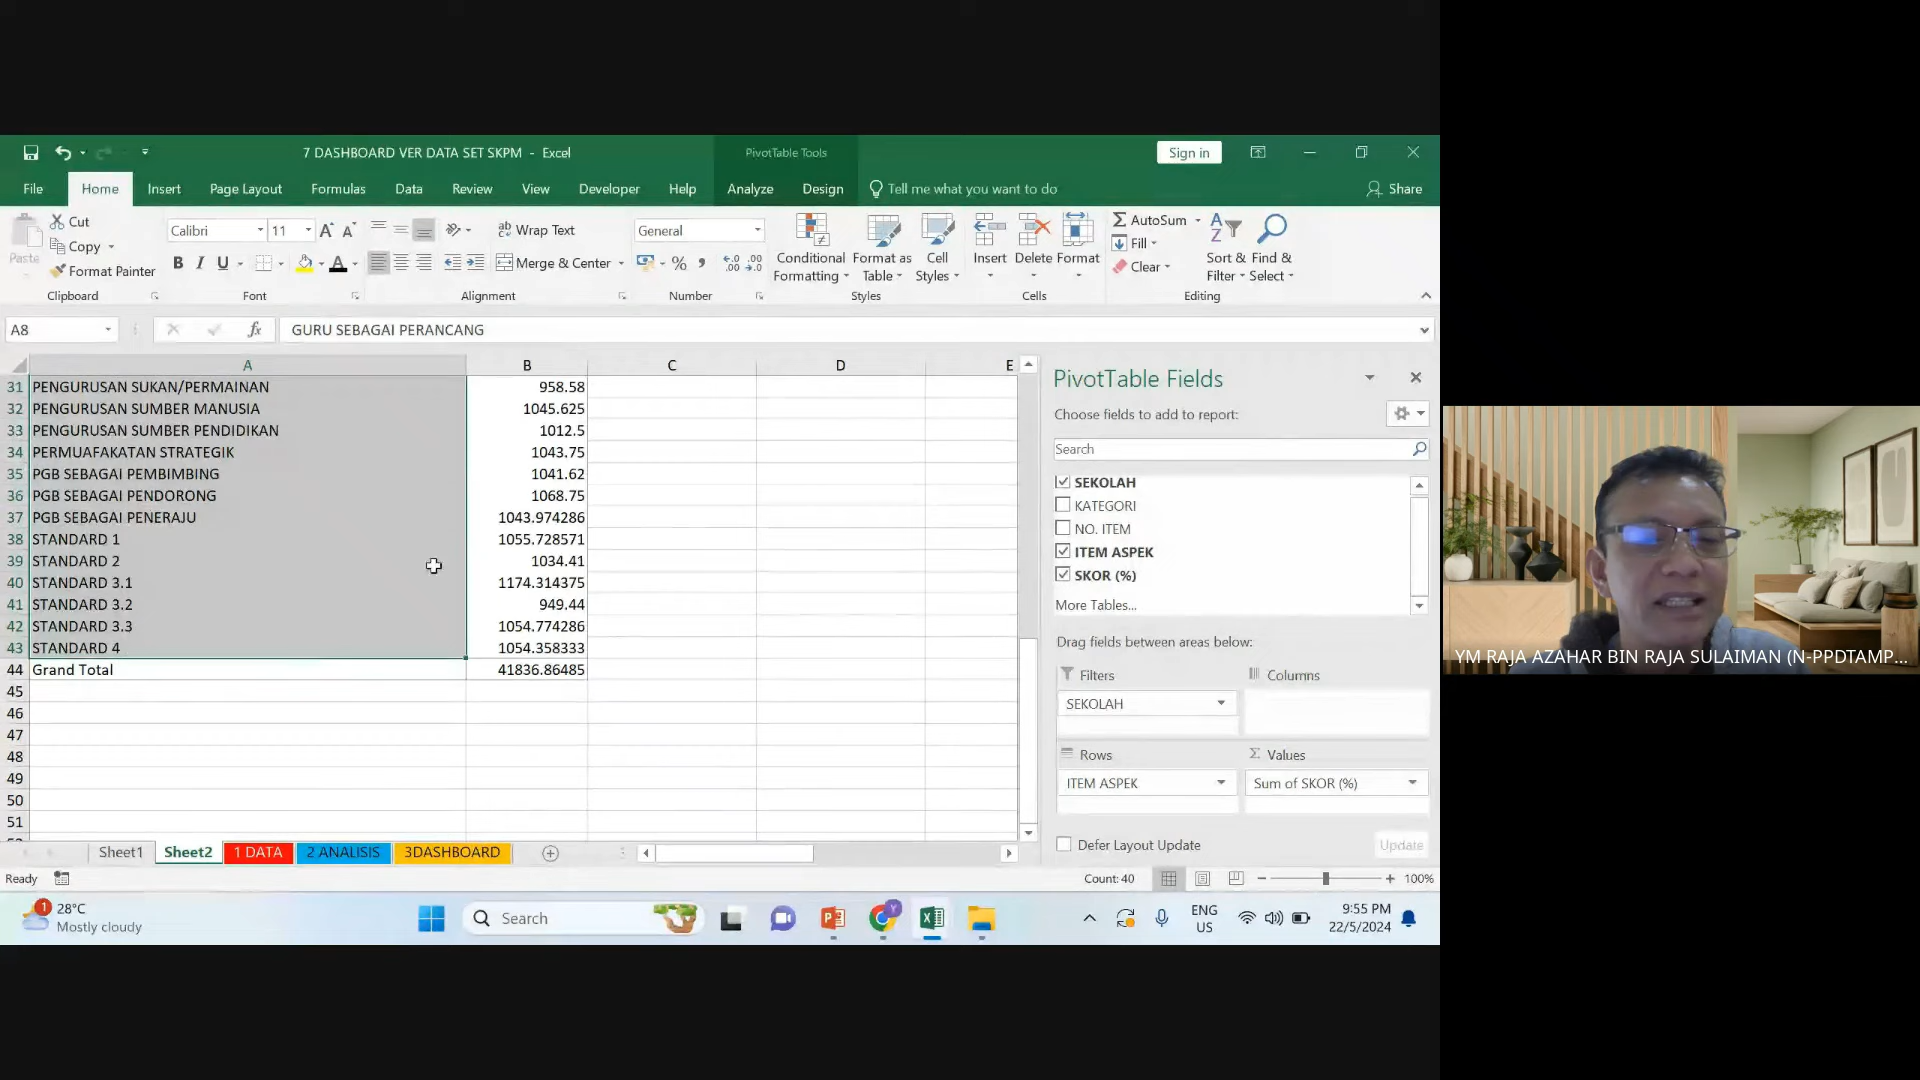 7 DASHBOARD VER DATA SET SKPM - Excel
PivotTable Tools
Sign in
File Home Insert Page Layout Formulas Data Review View Developer Help Analyze Design Tell me what you want to do Share
Paste
Cut
Copy
Format Painter
Clipboard
Calibri 11
B I U
Font
Wrap Text
Merge & Center
Alignment
General
Number
Conditional Formatting
Format as Table
Cell Styles
Styles
Insert Delete Format
Cells
AutoSum
Fill
Clear
Sort & Filter
Find & Select
Editing
A8 fx GURU SEBAGAI PERANCANG
A B C D E
31 PENGURUSAN SUKAN/PERMAINAN 958.58
32 PENGURUSAN SUMBER MANUSIA 1045.625
33 PENGURUSAN SUMBER PENDIDIKAN 1012.5
34 PERMUAFAKATAN STRATEGIK 1043.75
35 PGB SEBAGAI PEMBIMBING 1041.62
36 PGB SEBAGAI PENDORONG 1068.75
37 PGB SEBAGAI PENERAJU 1043.974286
38 STANDARD 1 1055.728571
39 STANDARD 2 1034.41
40 STANDARD 3.1 1174.314375
41 STANDARD 3.2 949.44
42 STANDARD 3.3 1054.774286
43 STANDARD 4 1054.358333
44 Grand Total 41836.86485
45
46
47
48
49
50
51
PivotTable Fields
Choose fields to add to report:
Search
SEKOLAH
KATEGORI
NO. ITEM
ITEM ASPEK
SKOR (%)
More Tables...
Drag fields between areas below:
Filters Columns
SEKOLAH
Rows Values
ITEM ASPEK Sum of SKOR (%)
Defer Layout Update Update
Sheet1 Sheet2 1 DATA 2 ANALISIS 3DASHBOARD
Ready Count: 40 100%
1 28°C
Mostly cloudy
Search
Y
ENG
US
9:55 PM
22/5/2024
YM RAJA AZAHAR BIN RAJA SULAIMAN (N-PPDTAMP...